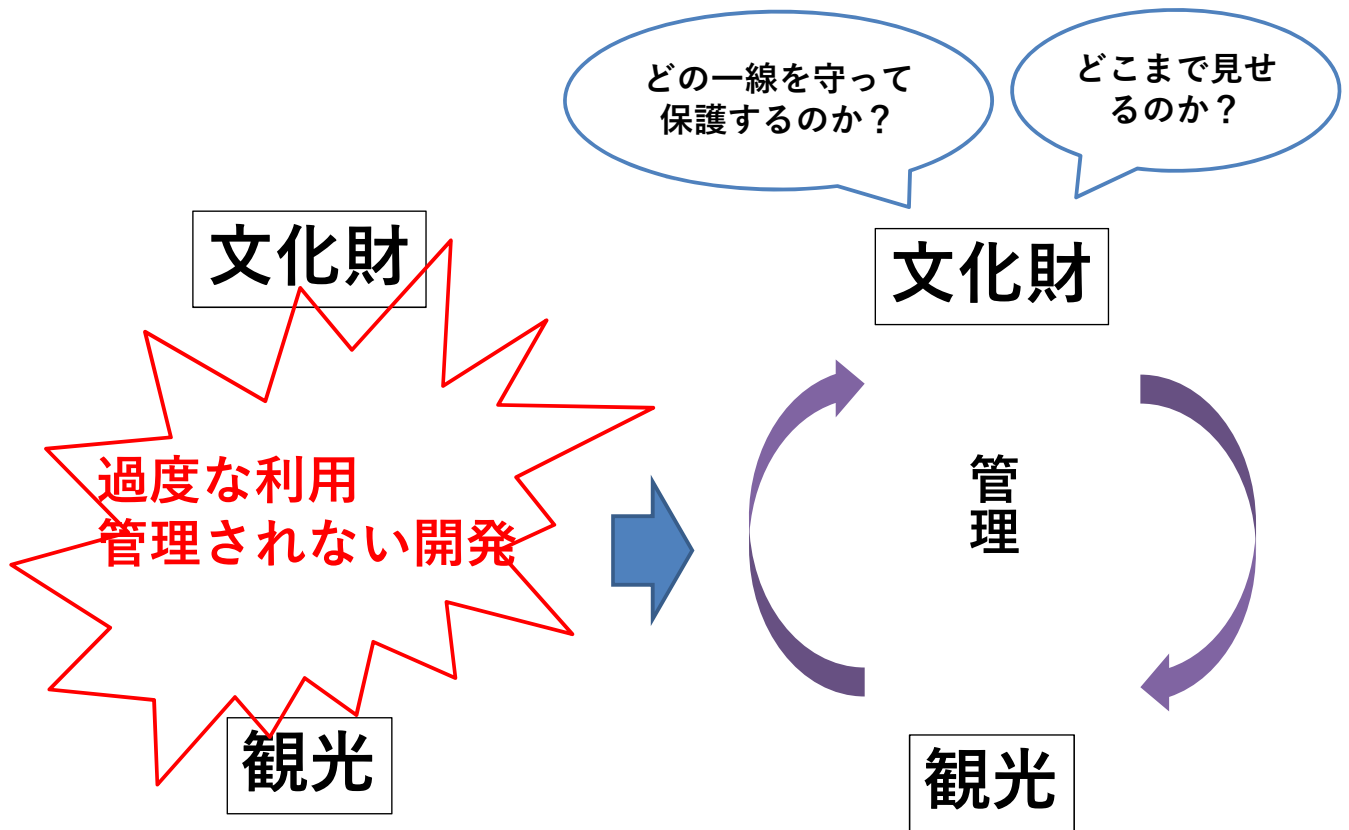 どの一線を守って
保護するのか？
どこまで見せ
るのか？
文化財
過度な利用
管理されない開発
観光
文化財
管
理
観光